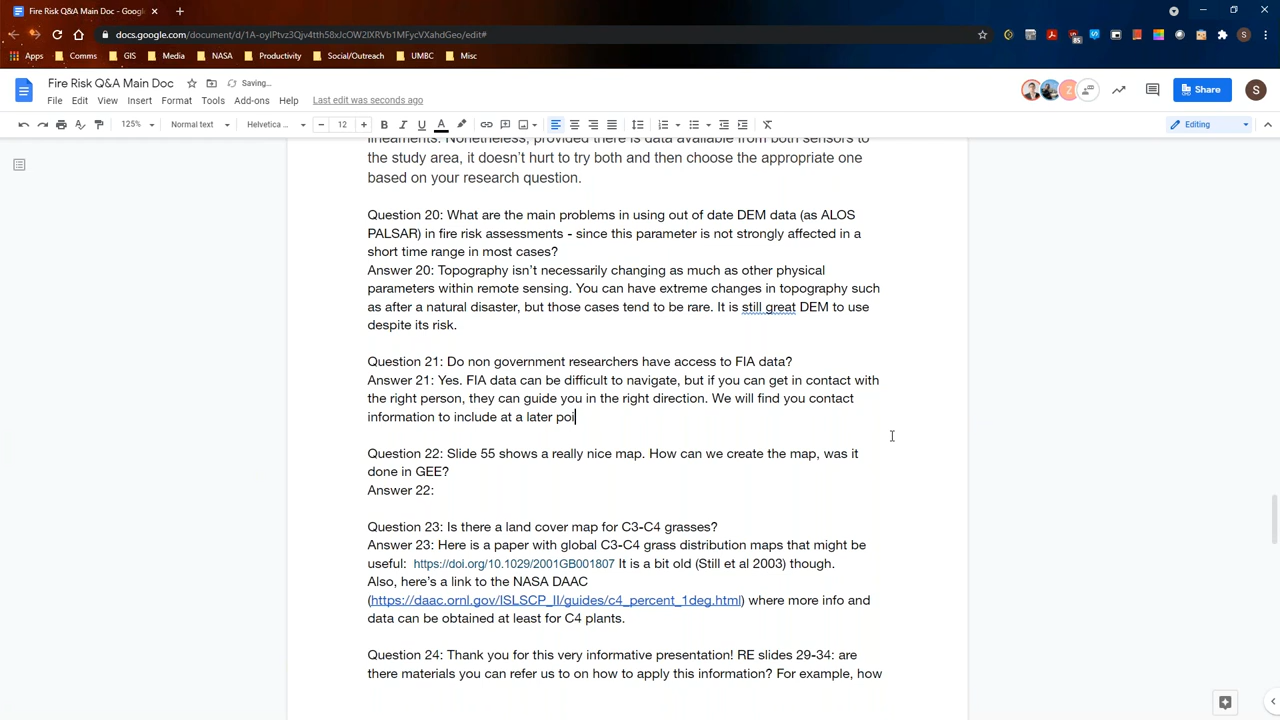 Fire Risk Q&A Main Doc - Googl
docs.google.com/document/d/1A-oyIPtvz3Qjv4tth58xJcOW2IXRVb1MFycVXahdGeo/edit#
Apps Comms GIS Media NASA Productivity Social/Outreach UMBC Misc
Fire Risk Q&A Main Doc Saving...
File Edit View Insert Format Tools Add-ons Help Last edit was seconds ago
Share
S
125% Normal text Helvetica ... 12 Editing
lineaments. Nonetheless, provided there is data available from both sensors to
the study area, it doesn't hurt to try both and then choose the appropriate one
based on your research question.
Question 20: What are the main problems in using out of date DEM data (as ALOS
PALSAR) in fire risk assessments - since this parameter is not strongly affected in a
short time range in most cases?
Answer 20: Topography isn't necessarily changing as much as other physical
parameters within remote sensing. You can have extreme changes in topography such
as after a natural disaster, but those cases tend to be rare. It is still great DEM to use
despite its risk.
Question 21: Do non government researchers have access to FIA data?
Answer 21: Yes. FIA data can be difficult to navigate, but if you can get in contact with
the right person, they can guide you in the right direction. We will find you contact
information to include at a later poi
Question 22: Slide 55 shows a really nice map. How can we create the map, was it
done in GEE?
Answer 22:
Question 23: Is there a land cover map for C3-C4 grasses?
Answer 23: Here is a paper with global C3-C4 grass distribution maps that might be
useful: https://doi.org/10.1029/2001GB001807 It is a bit old (Still et al 2003) though.
Also, here's a link to the NASA DAAC
(https://daac.ornl.gov/ISLSCP_II/guides/c4_percent_1deg.html) where more info and
data can be obtained at least for C4 plants.
Question 24: Thank you for this very informative presentation! RE slides 29-34: are
there materials you can refer us to on how to apply this information? For example, how